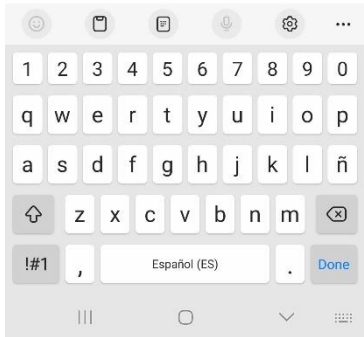 1 2 3 4 5 6 7 8 9 0
q w e r t y u i o p
a s d f g h j k l ñ
z x c v b n m
!#1 , Español (ES) . Done